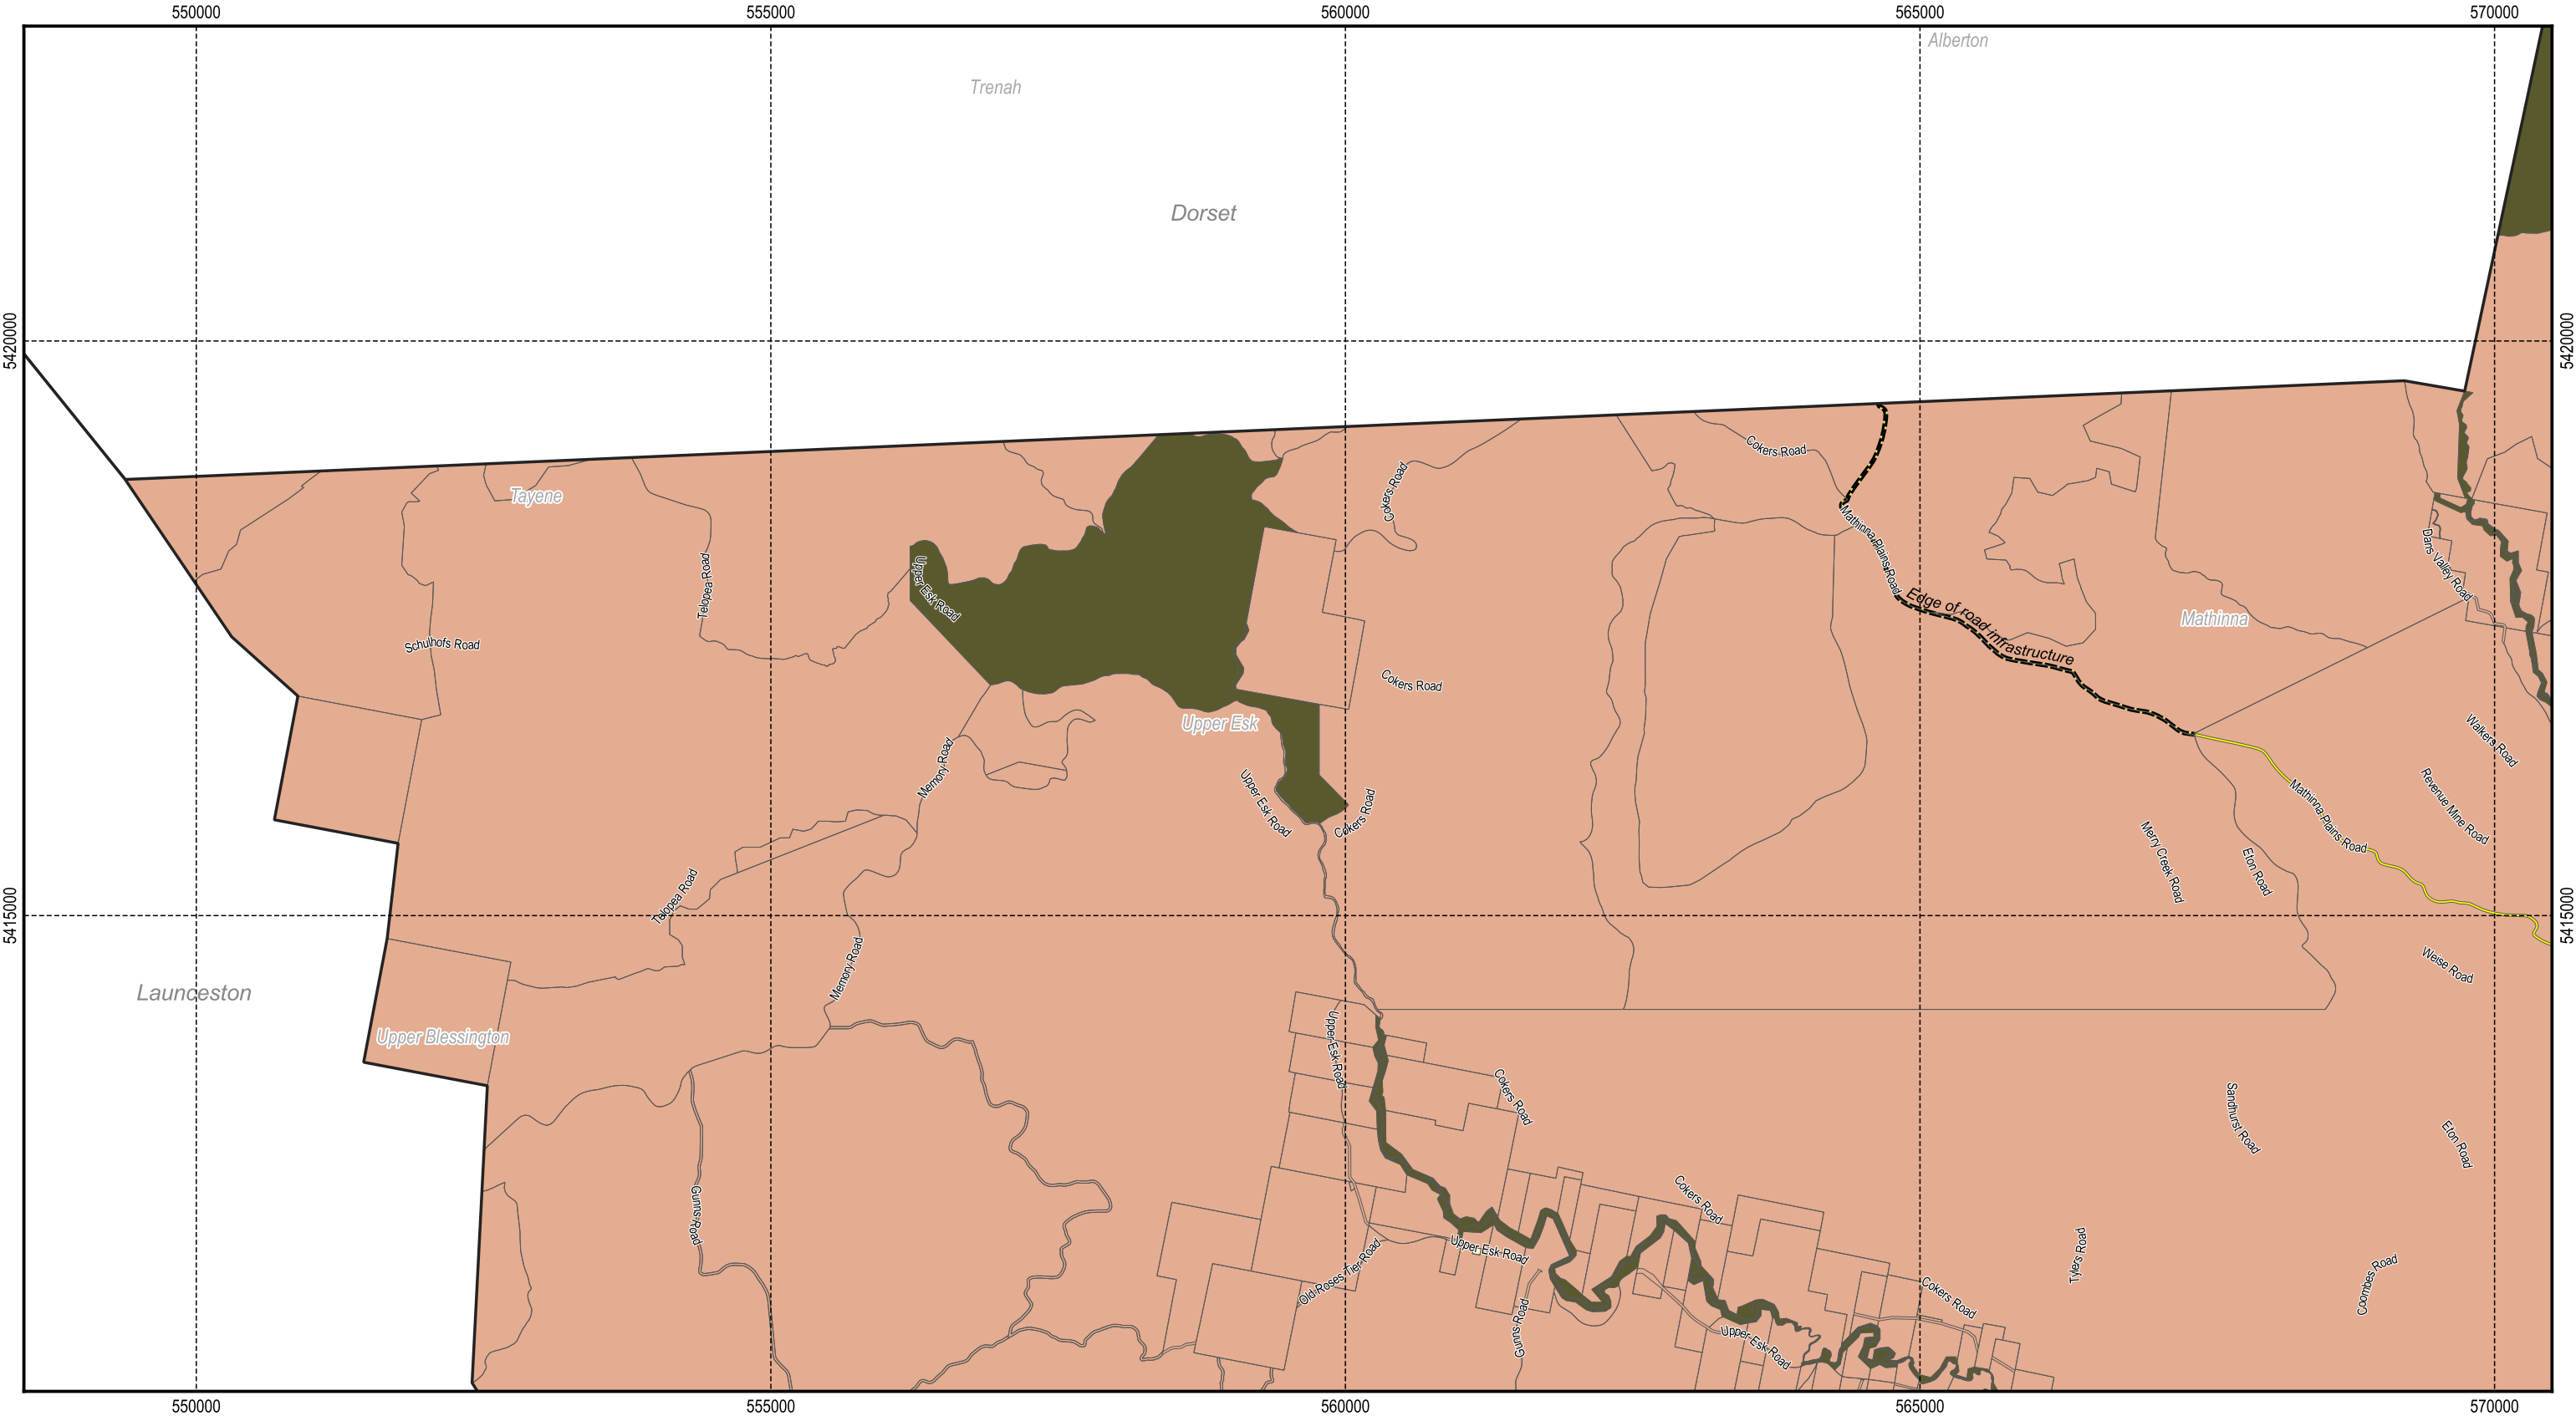 550000 555000 560000 565000 570000
Alberton
Trenah
Dorset
5420000 5420000
Cokers Road
Cokers Road
Tayene
Mathinna Plains Road
Upper Esk Road
Telopea Road
Dans Valley Road
Edge of road infrastructure
Mathinna
Schulhofs Road
Cokers Road
Upper Esk
Walkers Road
Memory Road
Upper Esk Road
Cokers Road
Mathinna Plains Road
Revenue Mine Road
Merry Creek Road
Eton Road
Telopea Road
5415000 5415000
Memory Road
Weise Road
Launceston
Upper Blessington
Upper Esk Road
Cokers Road
Sandhurst Road
Eton Road
Gunns Road
Cokers Road
Upper Esk Road
Old Roses Tier Road
Tylers Road
Coombes Road
Cokers Road
Gunns Road
Upper Esk Road
550000 555000 560000 565000 570000